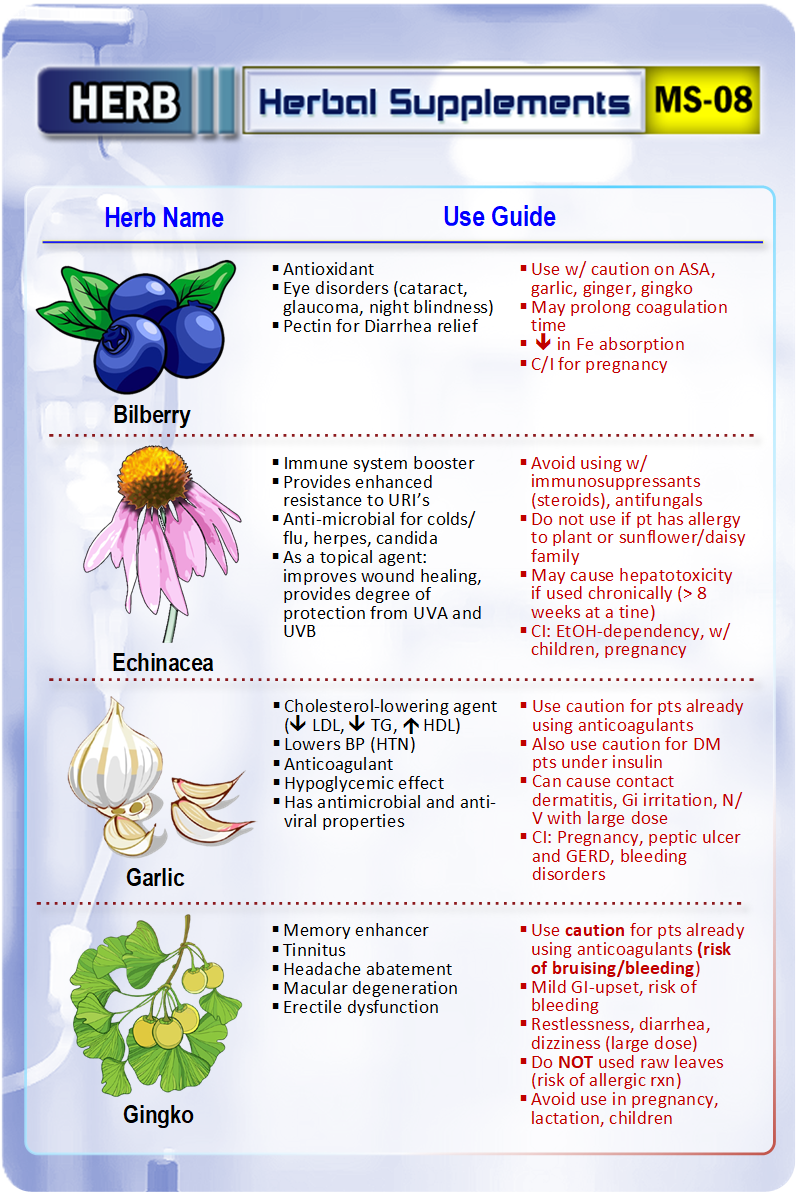 HERB
Herbal Supplements
MS-08
Herb Name
Use Guide
▪ Antioxidant
▪ Eye disorders (cataract,
glaucoma, night blindness)
▪ Pectin for Diarrhea relief
▪ Use w/ caution on ASA,
garlic, ginger, gingko
▪ May prolong coagulation
time
▪ 🡻 in Fe absorption
▪ C/I for pregnancy
Bilberry
▪ Immune system booster
▪ Provides enhanced
resistance to URI's
▪ Anti-microbial for colds/
flu, herpes, candida
▪ As a topical agent:
improves wound healing,
provides degree of
protection from UVA and
UVB
▪ Avoid using w/
immunosuppressants
(steroids), antifungals
▪ Do not use if pt has allergy
to plant or sunflower/daisy
family
▪ May cause hepatotoxicity
if used chronically (> 8
weeks at a tine)
▪ CI: EtOH-dependency, w/
children, pregnancy
Echinacea
▪ Cholesterol-lowering agent
(🡻 LDL, 🡻 TG, 🡹 HDL)
▪ Lowers BP (HTN)
▪ Anticoagulant
▪ Hypoglycemic effect
▪ Has antimicrobial and anti-
viral properties
▪ Use caution for pts already
using anticoagulants
▪ Also use caution for DM
pts under insulin
▪ Can cause contact
dermatitis, Gi irritation, N/
V with large dose
▪ CI: Pregnancy, peptic ulcer
and GERD, bleeding
disorders
Garlic
▪ Memory enhancer
▪ Tinnitus
▪ Headache abatement
▪ Macular degeneration
▪ Erectile dysfunction
▪ Use caution for pts already
using anticoagulants (risk
of bruising/bleeding)
▪ Mild GI-upset, risk of
bleeding
▪ Restlessness, diarrhea,
dizziness (large dose)
▪ Do NOT used raw leaves
(risk of allergic rxn)
▪ Avoid use in pregnancy,
lactation, children
Gingko